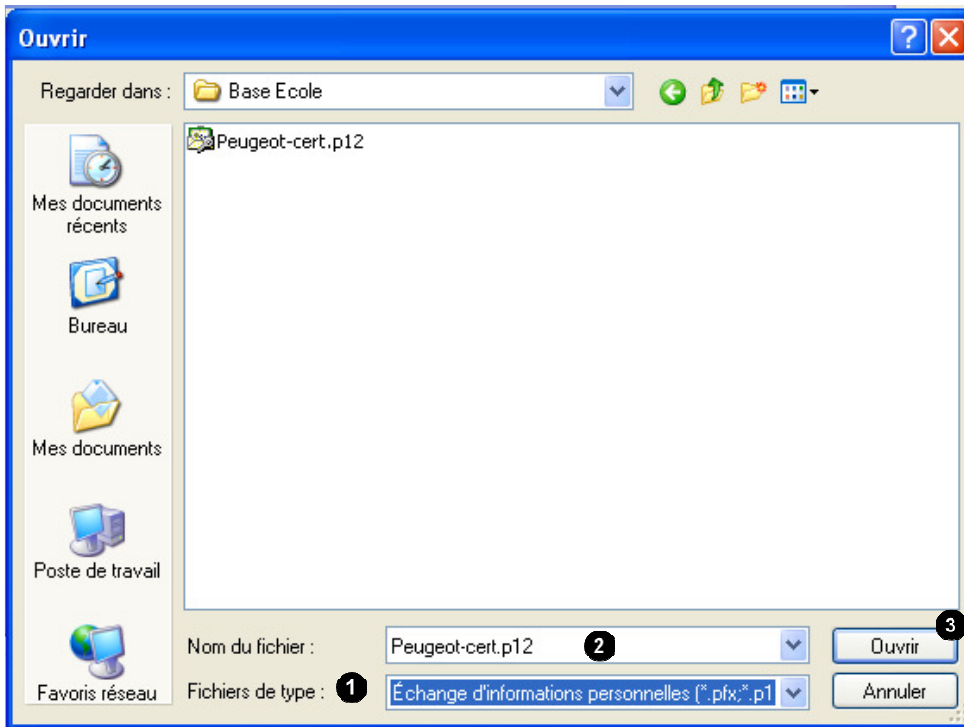 Ouvrir
Regarder dans :
Base Ecole
Peugeot-cert.p12
Mes documents
récents
Bureau
Mes documents
Poste de travail
Favoris réseau
Nom du fichier :
Peugeot-cert.p12
2
3
Ouvrir
Fichiers de type :
1
Échange d'informations personnelles (*.pfx;*.p1
Annuler